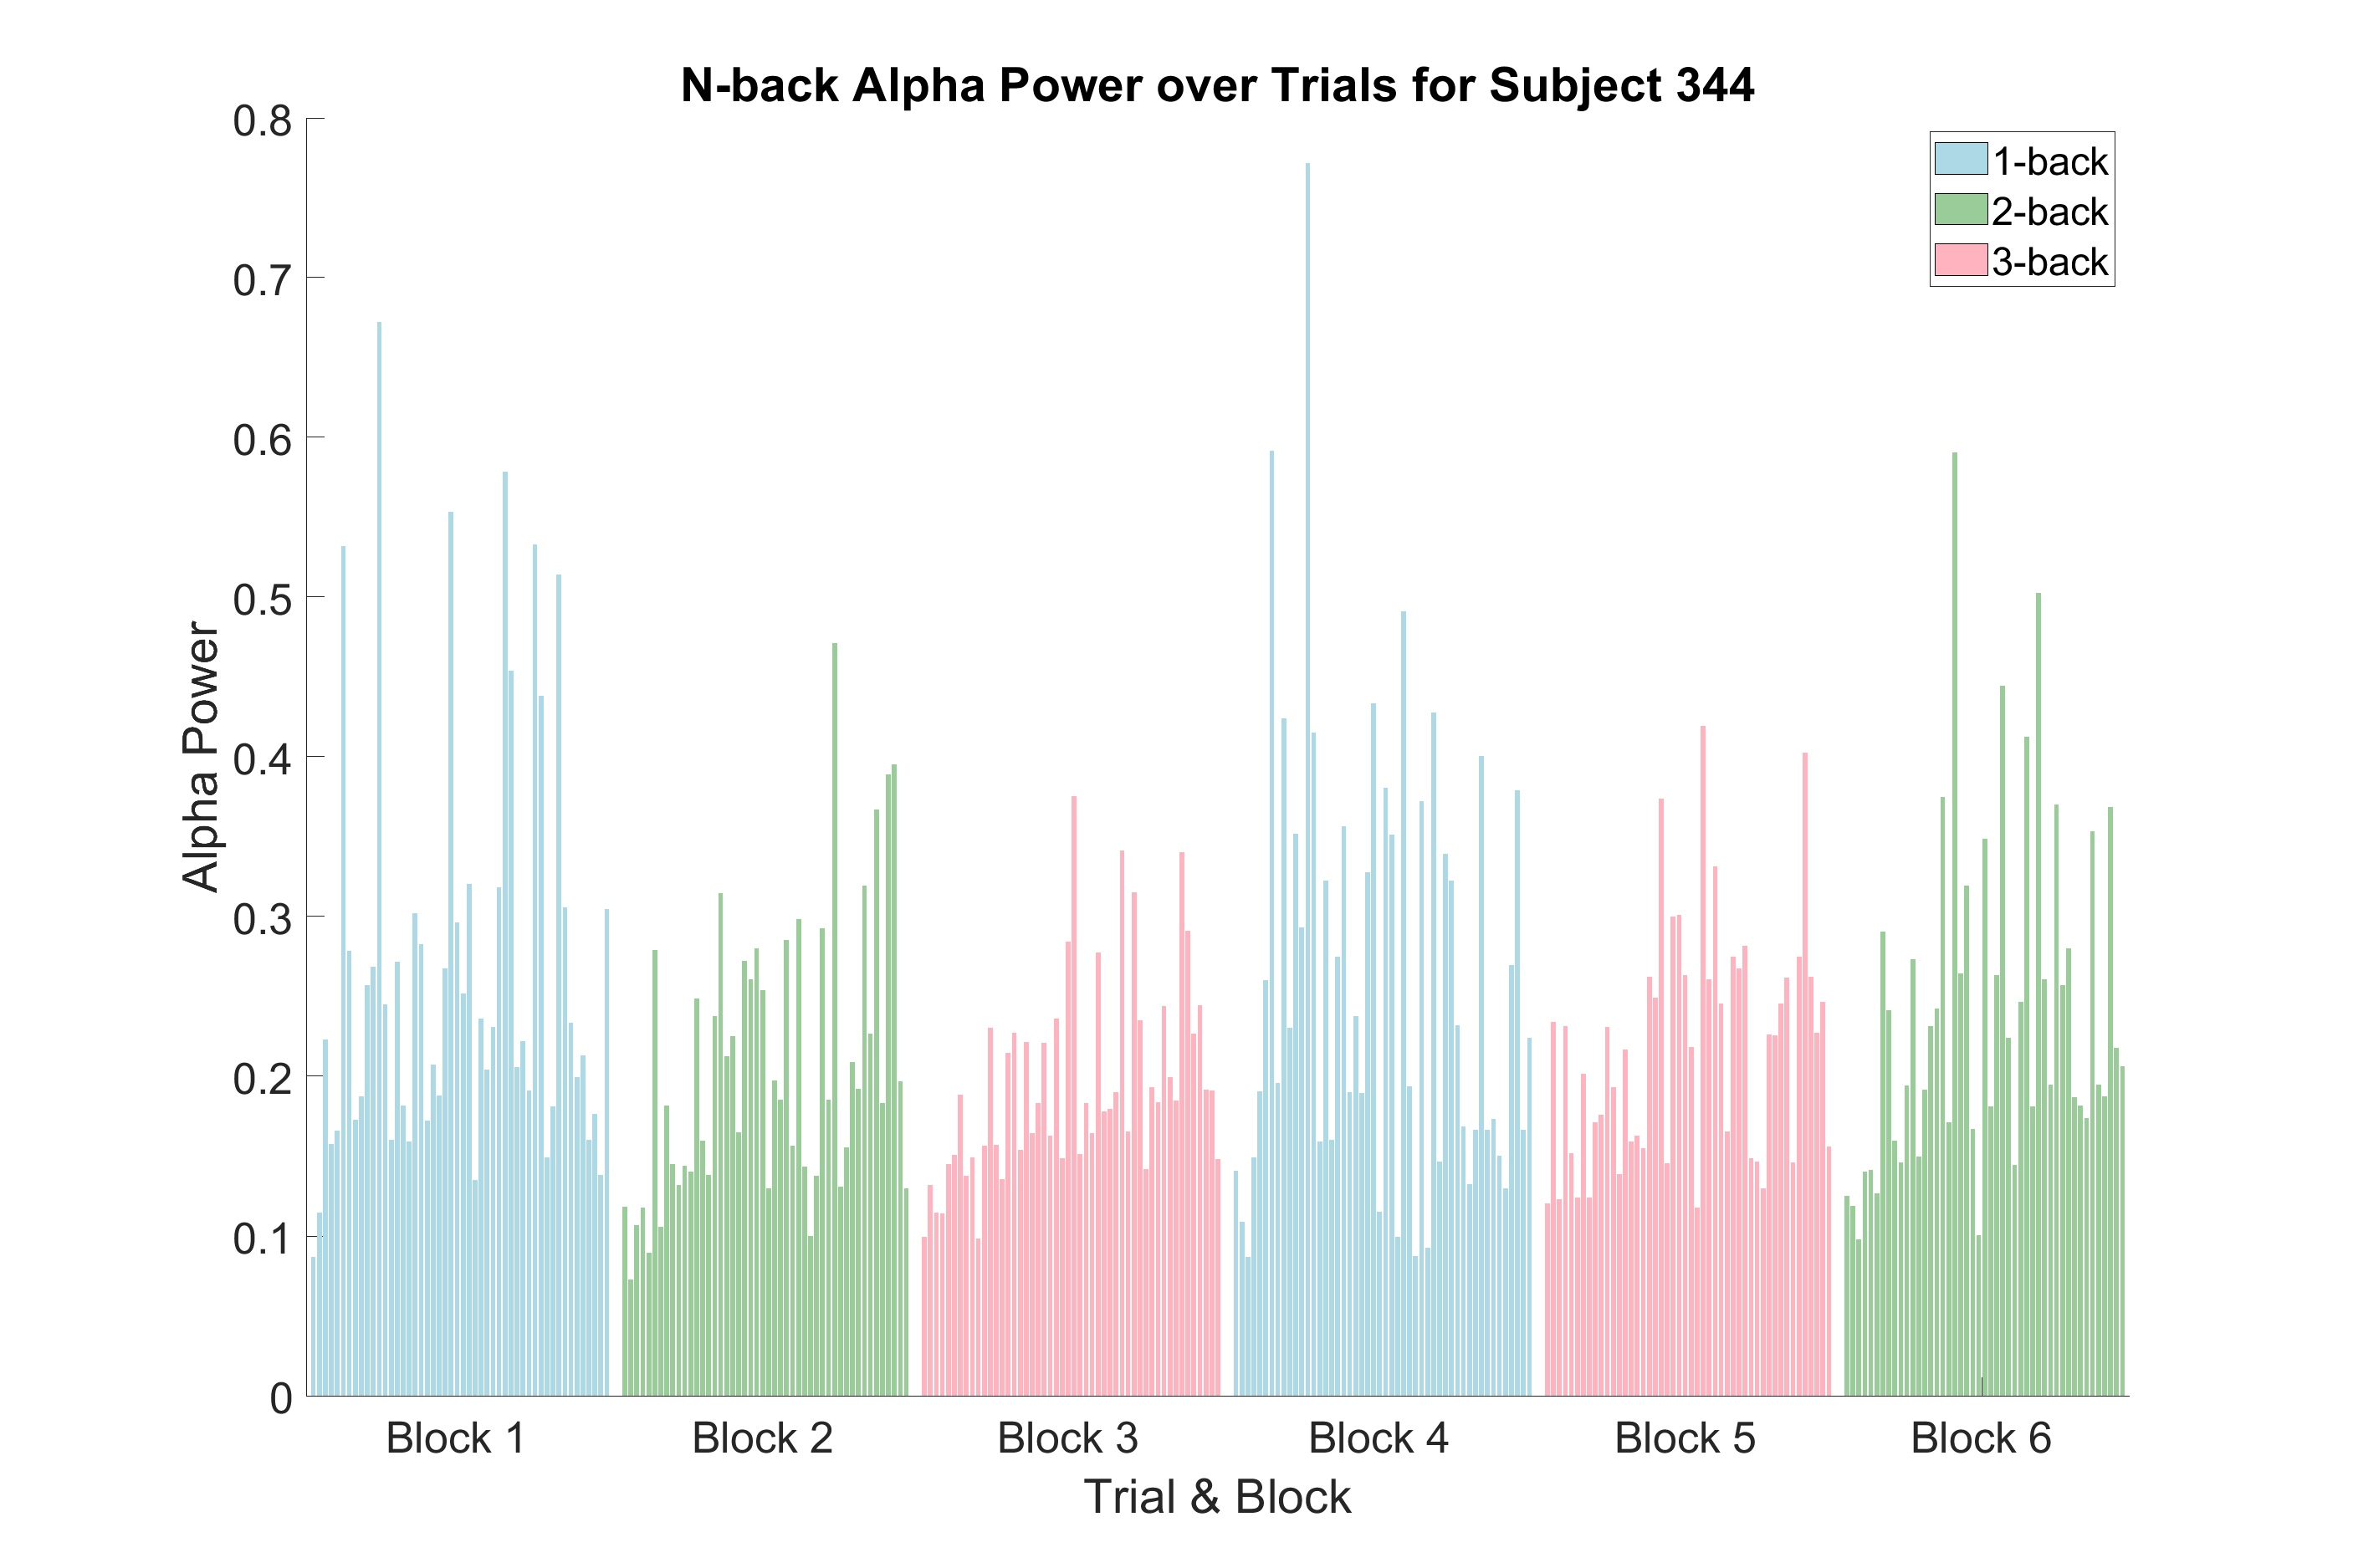 N-back Alpha Power over Trials for Subject 344
1-back
2-back
3-back
Alpha Power
0.8
0.7
0.6
0.5
0.4
0.3
0.2
0.1
0
Block 1
Block 2
Block 3
Block 4
Block 5
Block 6
Trial & Block